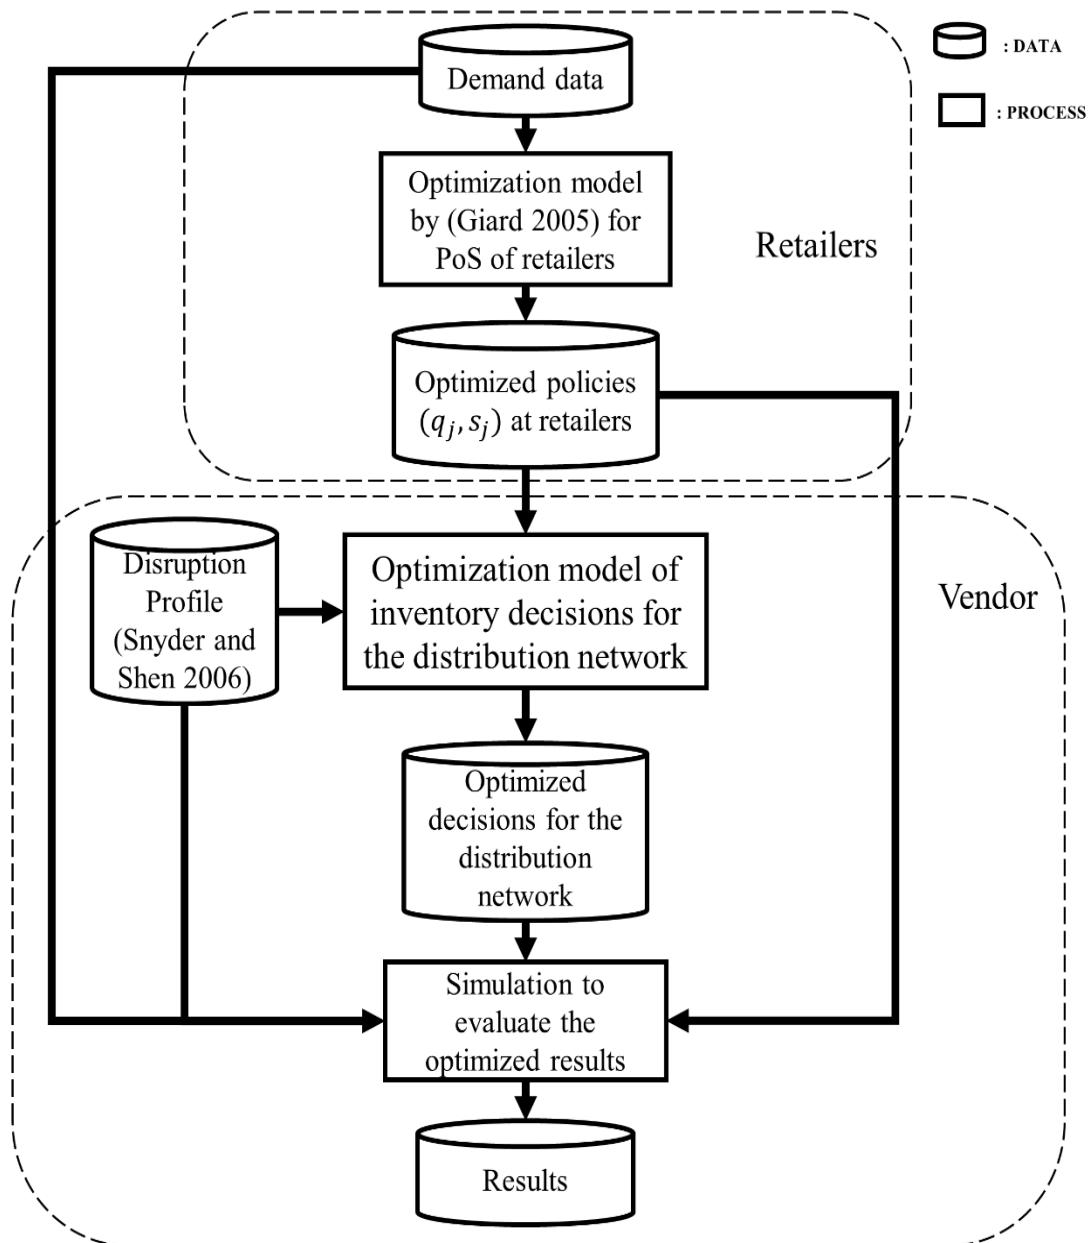 Demand data
: DATA
: PROCESS
Optimization model
by (Giard 2005) for
PoS of retailers
Retailers
Optimized policies
(q_j, s_j) at retailers
Disruption
Profile
(Snyder and
Shen 2006)
Optimization model of
inventory decisions for
the distribution network
Vendor
Optimized
decisions for the
distribution
network
Simulation to
evaluate the
optimized results
Results